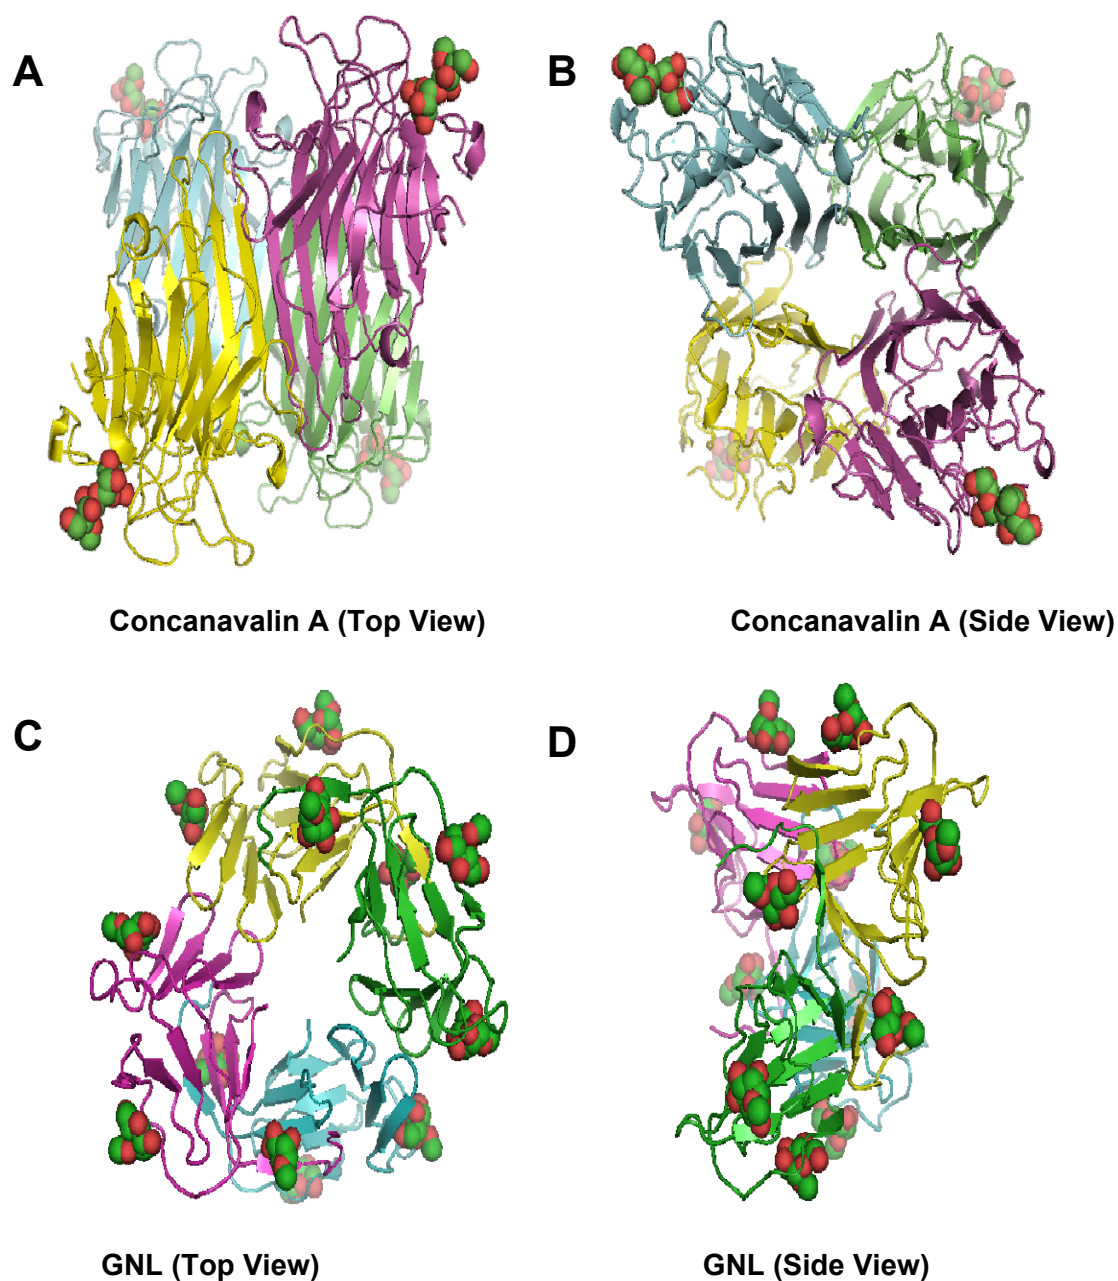 A
B
Concanavalin A (Top View)
Concanavalin A (Side View)
C
D
GNL (Top View)
GNL (Side View)